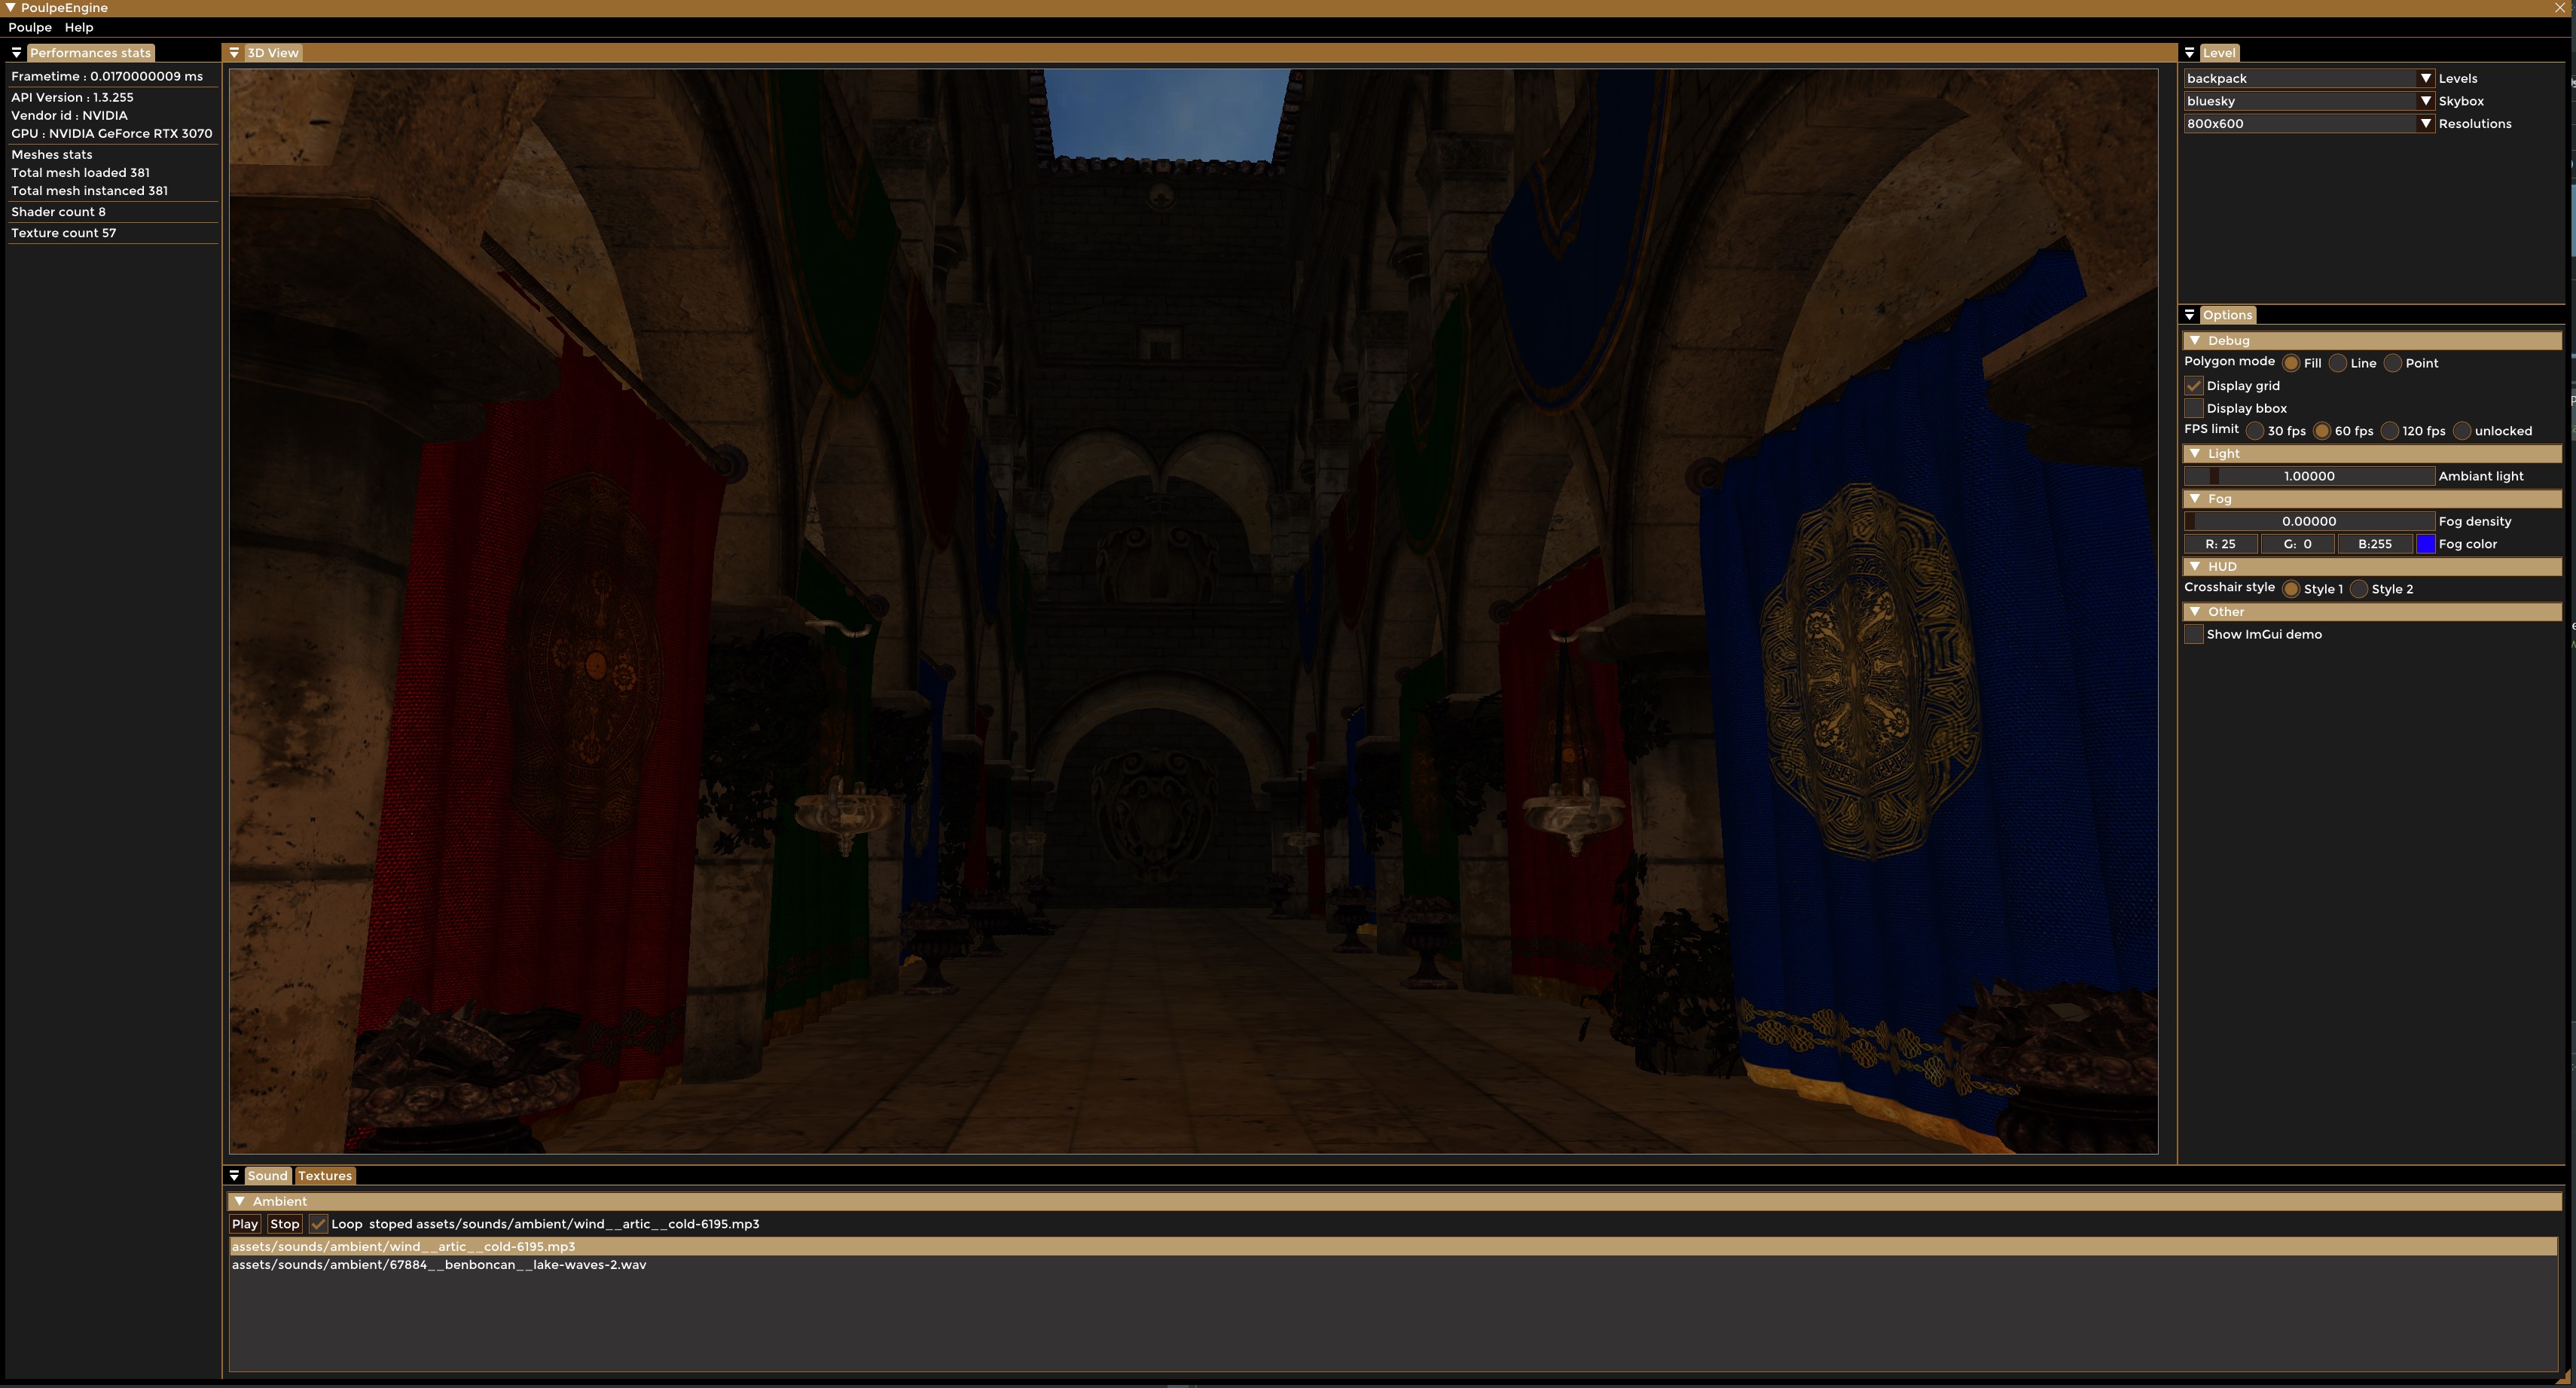 PoulpeEngine
Poulpe Help
Performances stats
Frametime : 0.0170000009 ms
API Version : 1.3.255
Vendor id : NVIDIA
GPU : NVIDIA GeForce RTX 3070
Meshes stats
Total mesh loaded 381
Total mesh instanced 381
Shader count 8
Texture count 57
3D View
Level
backpack Levels
bluesky Skybox
800x600 Resolutions
Options
Debug
Polygon mode Fill Line Point
Display grid
Display bbox
FPS limit 30 fps 60 fps 120 fps unlocked
Light
1.00000 Ambiant light
Fog
0.00000 Fog density
R: 25 G: 0 B:255 Fog color
HUD
Crosshair style Style 1 Style 2
Other
Show ImGui demo
Sound Textures
Ambient
Play Stop Loop stoped assets/sounds/ambient/wind__artic__cold-6195.mp3
assets/sounds/ambient/wind__artic__cold-6195.mp3
assets/sounds/ambient/67884__benboncan__lake-waves-2.wav